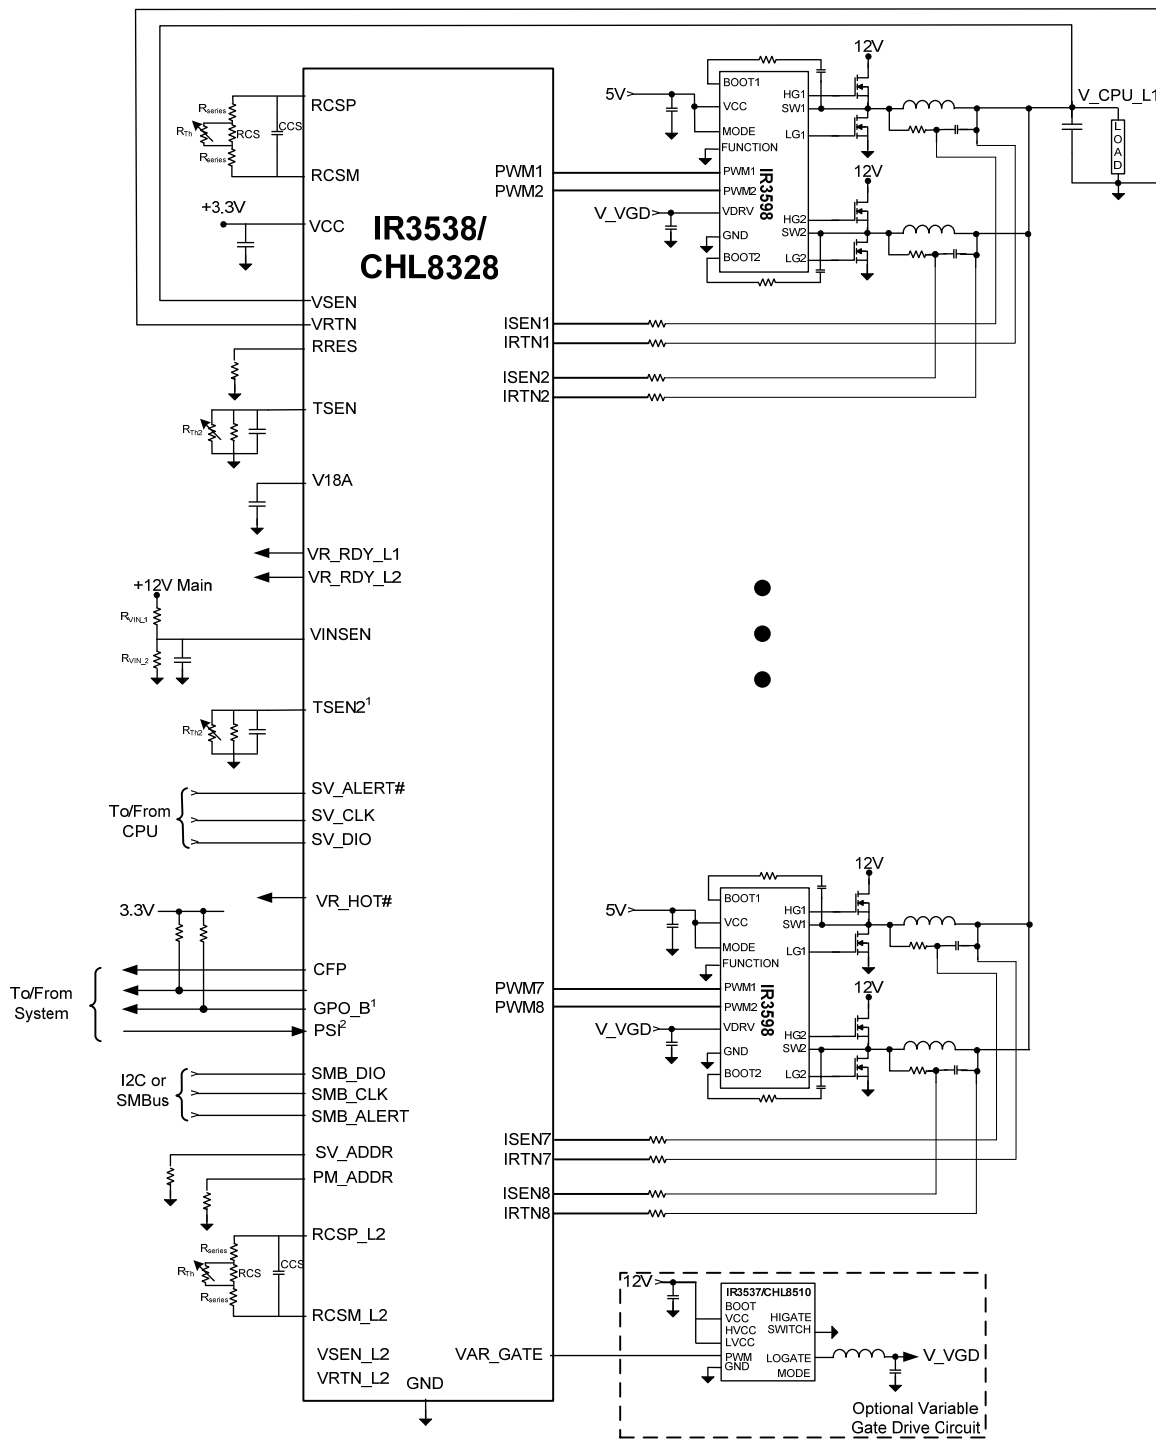 RCSP
Rseries
RTh
RCS
CCS
Rseries
RCSM
+3.3V
VCC
IR3538/
CHL8328
VSEN
VRTN
RRES
TSEN
RTh2
V18A
VR_RDY_L1
VR_RDY_L2
+12V Main
RVIN_1
VINSEN
RVIN_2
TSEN2¹
RTh2
SV_ALERT#
To/From
CPU
SV_CLK
SV_DIO
VR_HOT#
3.3V
CFP
To/From
System
GPO_B¹
PSI²
I2C or
SMBus
SMB_DIO
SMB_CLK
SMB_ALERT
SV_ADDR
PM_ADDR
RCSP_L2
Rseries
RTh
RCS
CCS
Rseries
RCSM_L2
VSEN_L2
VRTN_L2
GND
PWM1
PWM2
ISEN1
IRTN1
ISEN2
IRTN2
PWM7
PWM8
ISEN7
IRTN7
ISEN8
IRTN8
VAR_GATE
12V
5V
BOOT1
VCC
MODE
FUNCTION
PWM1
PWM2
VDRV
GND
BOOT2
IR3598
HG1
SW1
LG1
HG2
SW2
LG2
V_VGD
12V
V_CPU_L1
LOAD
12V
5V
BOOT1
VCC
MODE
FUNCTION
PWM1
PWM2
VDRV
GND
BOOT2
IR3598
HG1
SW1
LG1
HG2
SW2
LG2
V_VGD
12V
12V
IR3537/CHL8510
BOOT
VCC
HVCC
LVCC
PWM
GND
HIGATE
SWITCH
LOGATE
MODE
V_VGD
Optional Variable
Gate Drive Circuit